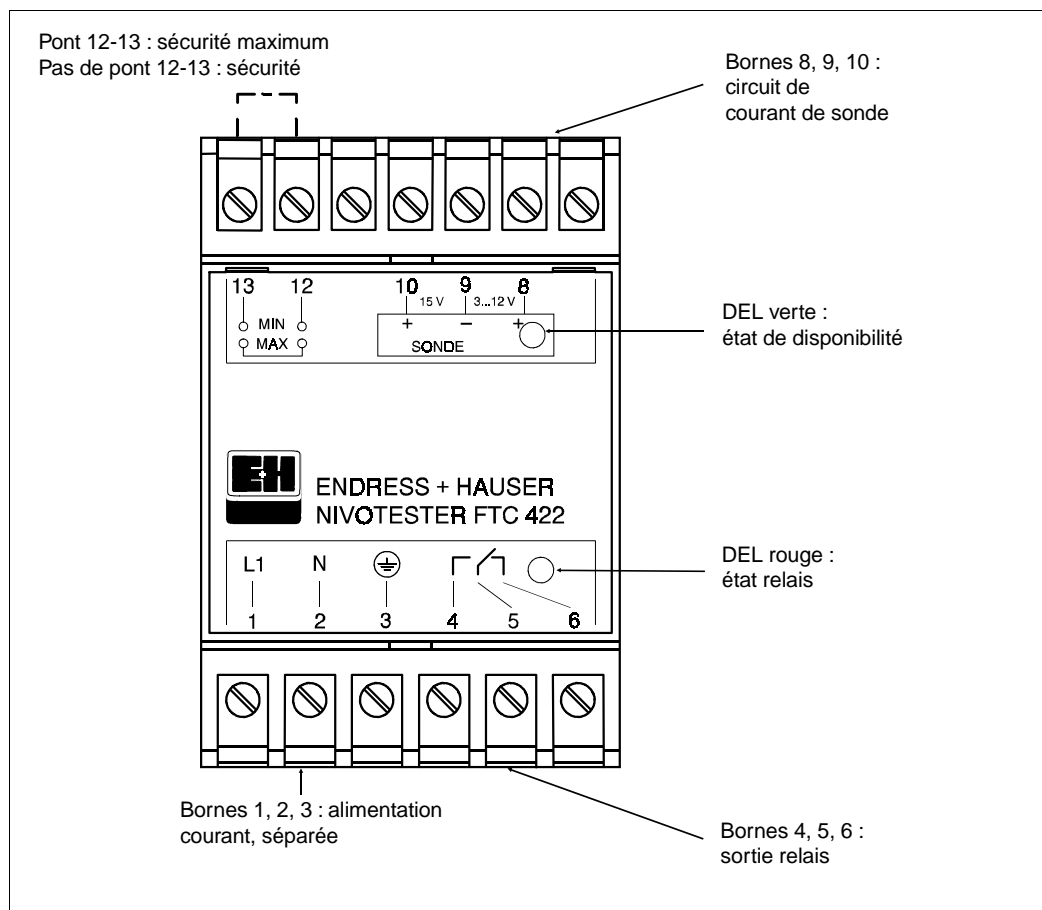 Pont 12-13 : sécurité maximum
Pas de pont 12-13 : sécurité
Bornes 8, 9, 10 :
circuit de
courant de sonde
13 12 10 9 8
15 V 3...12 V
MIN + − +
MAX SONDE
DEL verte :
état de disponibilité
E+H
ENDRESS + HAUSER
NIVOTESTER FTC 422
L1 N
1 2 3 4 5 6
DEL rouge :
état relais
Bornes 1, 2, 3 : alimentation
courant, séparée
Bornes 4, 5, 6 :
sortie relais